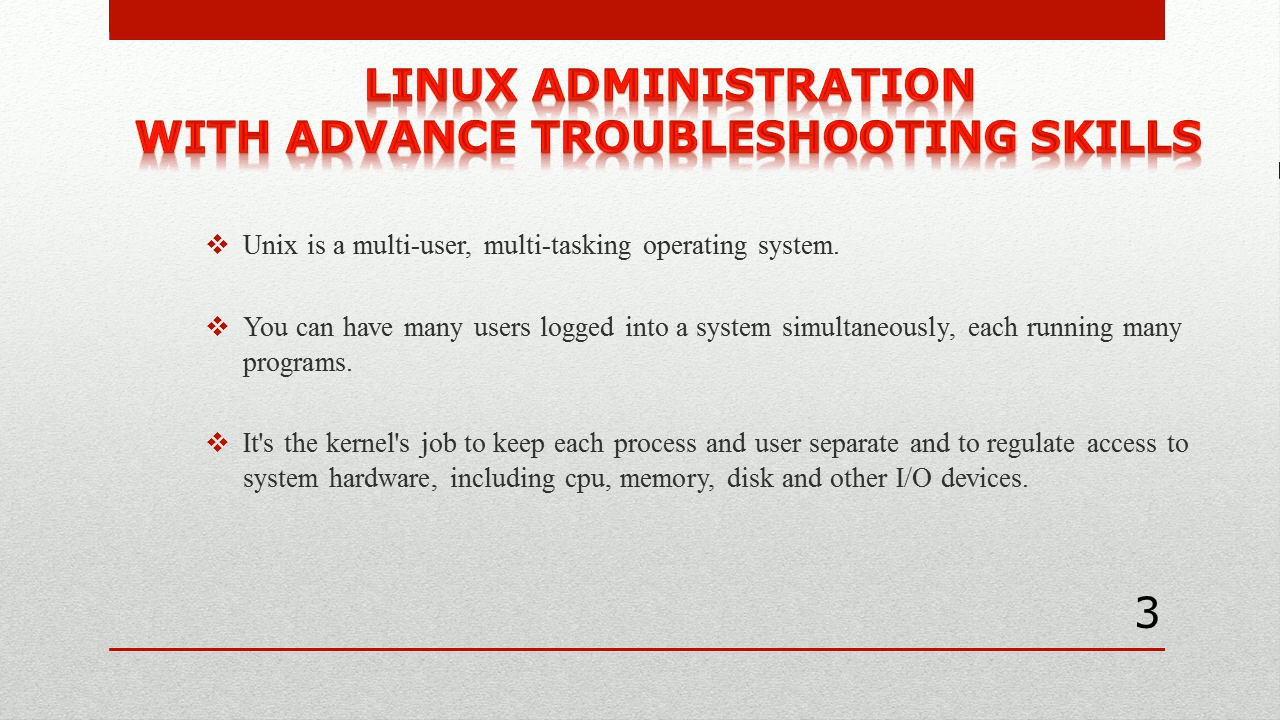 LINUX ADMINISTRATION
WITH ADVANCE TROUBLESHOOTING SKILLS
❖ Unix is a multi-user, multi-tasking operating system.
❖ You can have many users logged into a system simultaneously, each running many
programs.
❖ It's the kernel's job to keep each process and user separate and to regulate access to
system hardware, including cpu, memory, disk and other I/O devices.
3